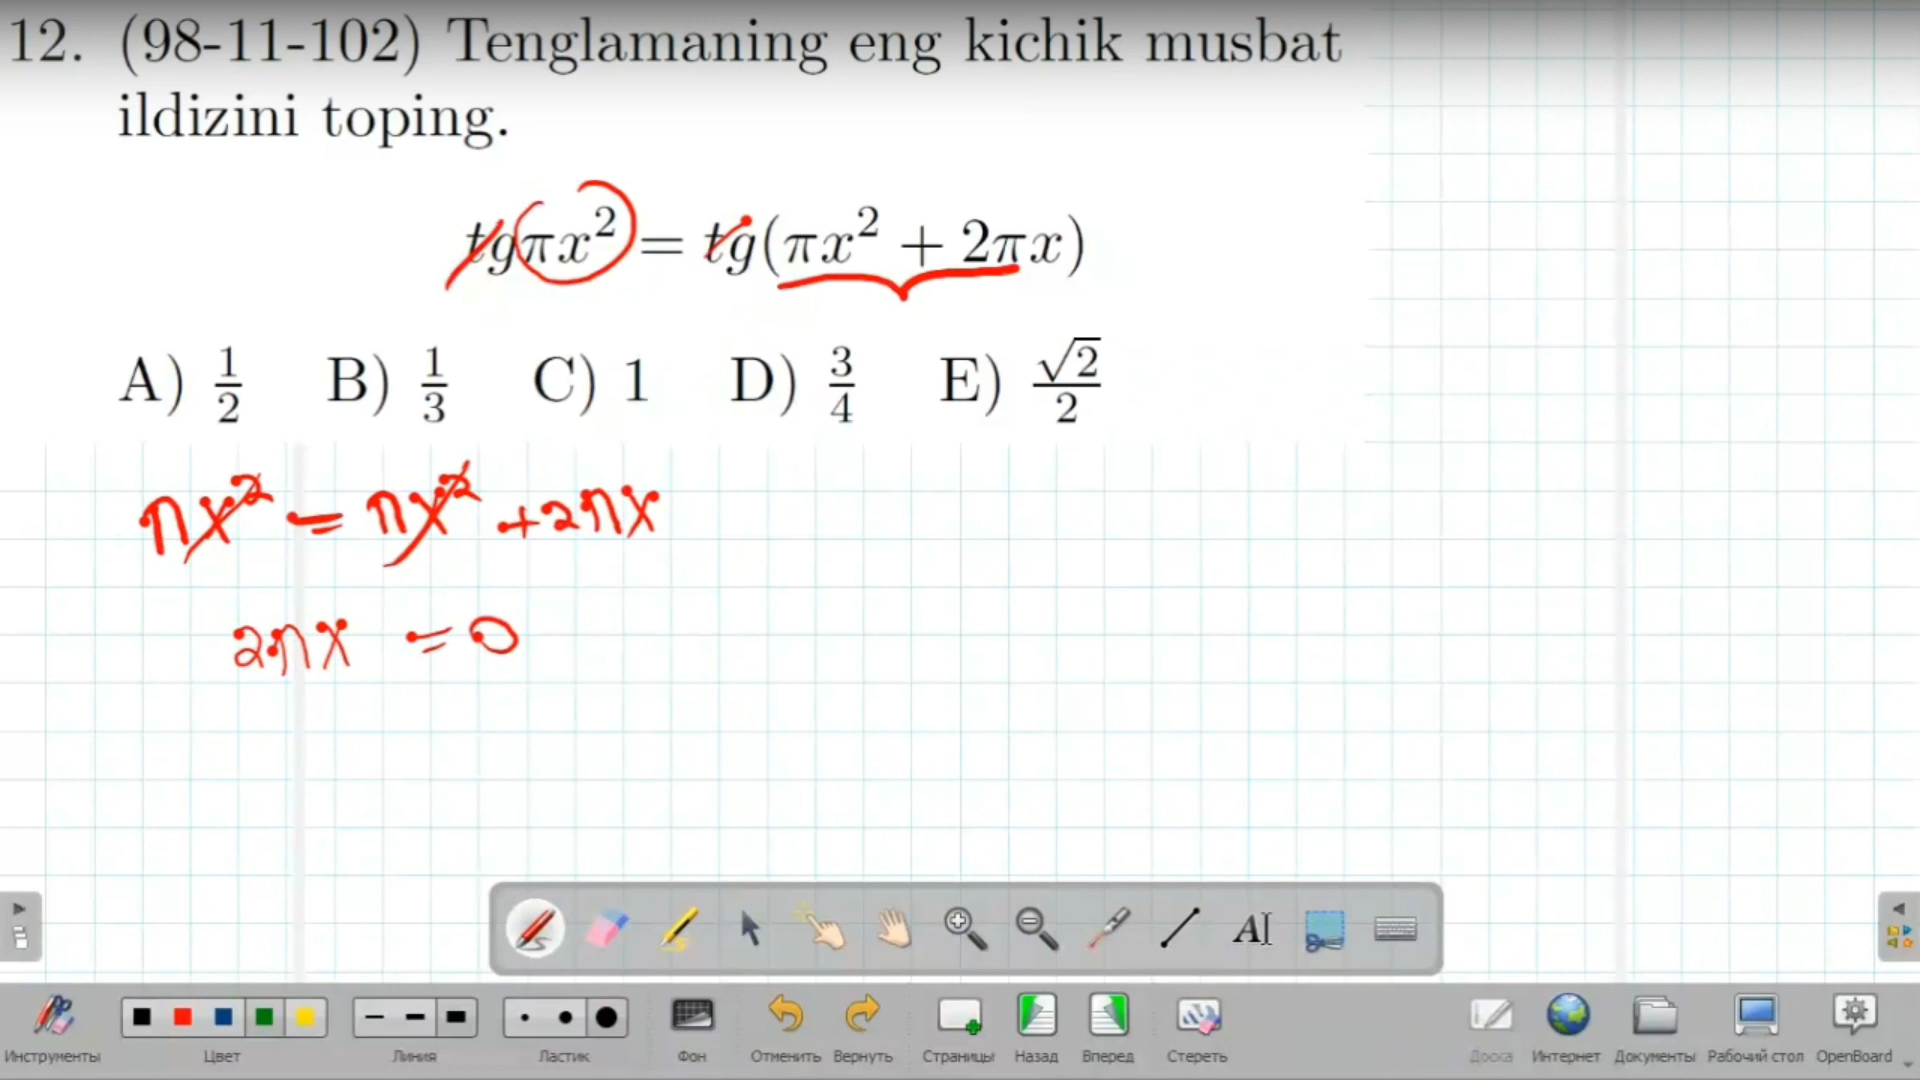 12. (98-11-102) Tenglamaning eng kichik musbat
ildizini toping.
tgπx² = tg(πx² + 2πx)
A) 1/2 B) 1/3 C) 1 D) 3/4 E) √2/2
πx² = πx² + 2πx
2πx = 0
AI
Инструменты Цвет Линия Ластик Фон Отменить Вернуть Страницы Назад Вперед Стереть Доска Интернет Документы Рабочий стол OpenBoard